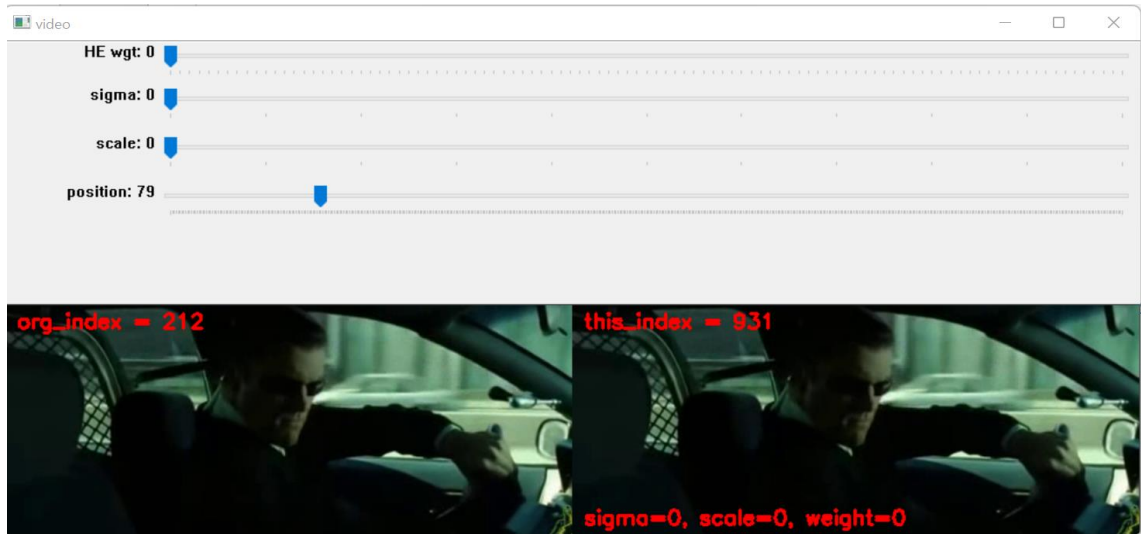 video
HE wgt: 0
sigma: 0
scale: 0
position: 79
org_index = 212
this_index = 931
sigma=0, scale=0, weight=0